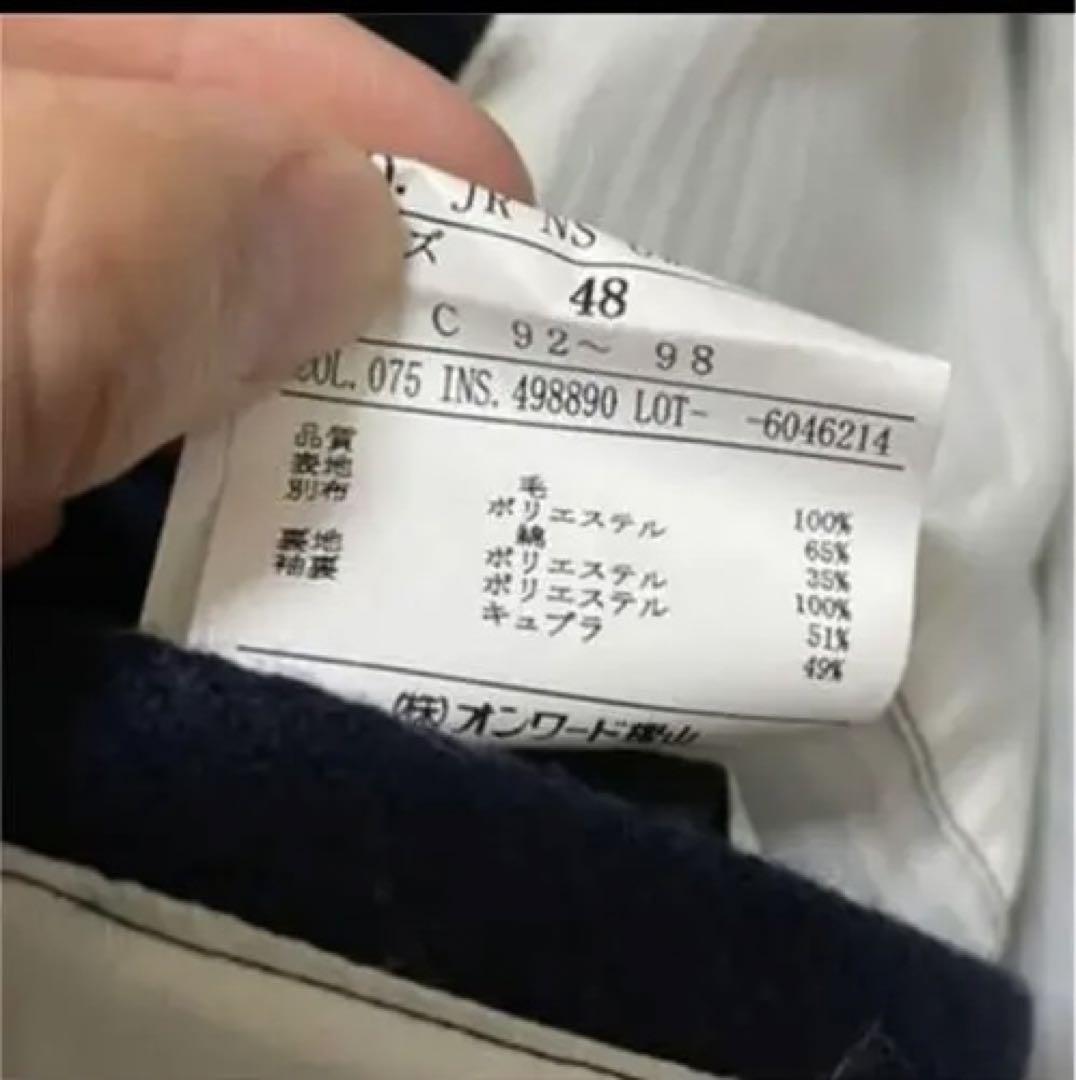 JR NS
ズ 48
C 92～ 98
COL. 075 INS. 498890 LOT- -6046214
品質
表地 毛 100%
別布 ポリエステル 65%
綿 35%
裏地 ポリエステル 100%
袖裏 ポリエステル 51%
キュプラ 49%
(株)オンワード樫山